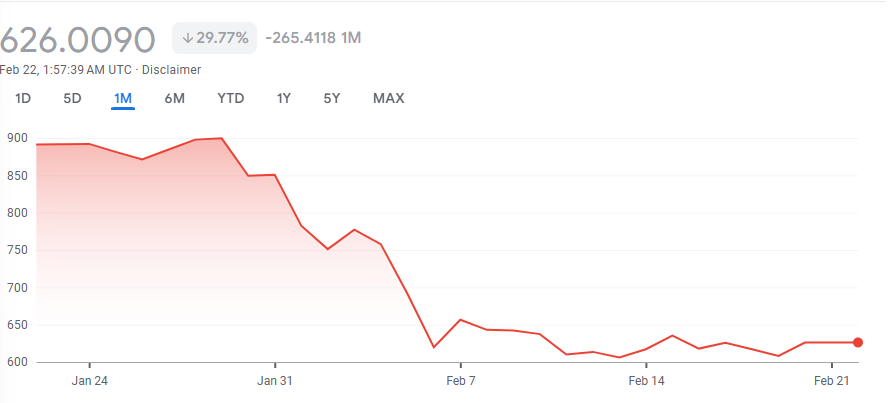 626.0090 ↓29.77% -265.4118 1M
Feb 22, 1:57:39 AM UTC · Disclaimer
1D 5D 1M 6M YTD 1Y 5Y MAX
900
850
800
750
700
650
600
Jan 24 Jan 31 Feb 7 Feb 14 Feb 21